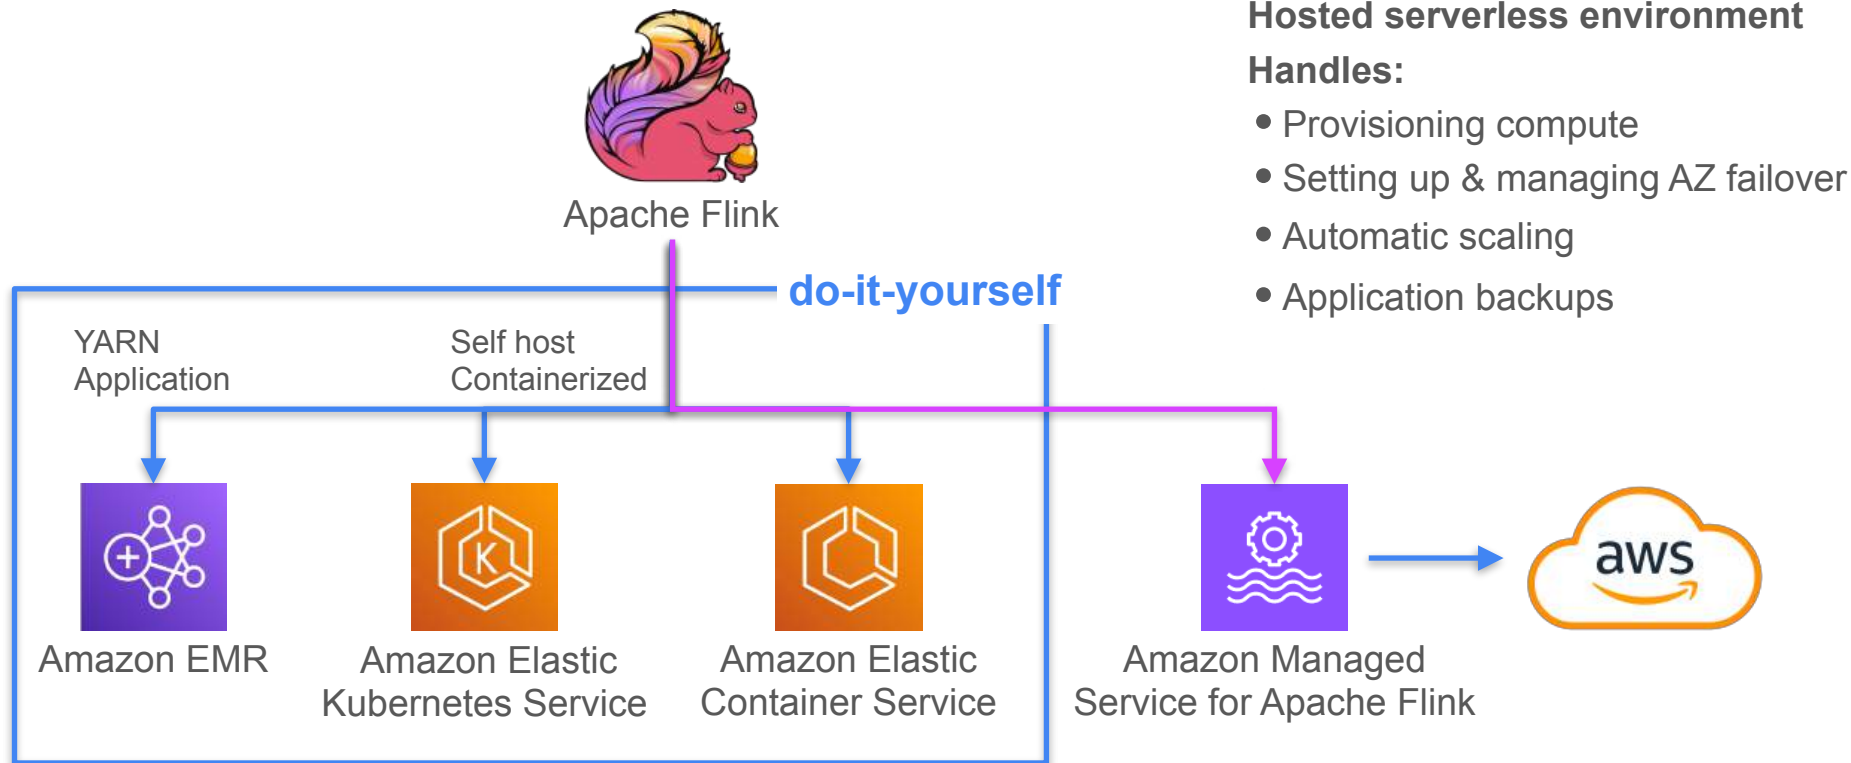 Hosted serverless environment
Handles:
• Provisioning compute
• Setting up & managing AZ failover
• Automatic scaling
• Application backups
Apache Flink
do-it-yourself
YARN
Application
Self host
Containerized
Amazon EMR
Amazon Elastic
Kubernetes Service
Amazon Elastic
Container Service
Amazon Managed
Service for Apache Flink
K
aws